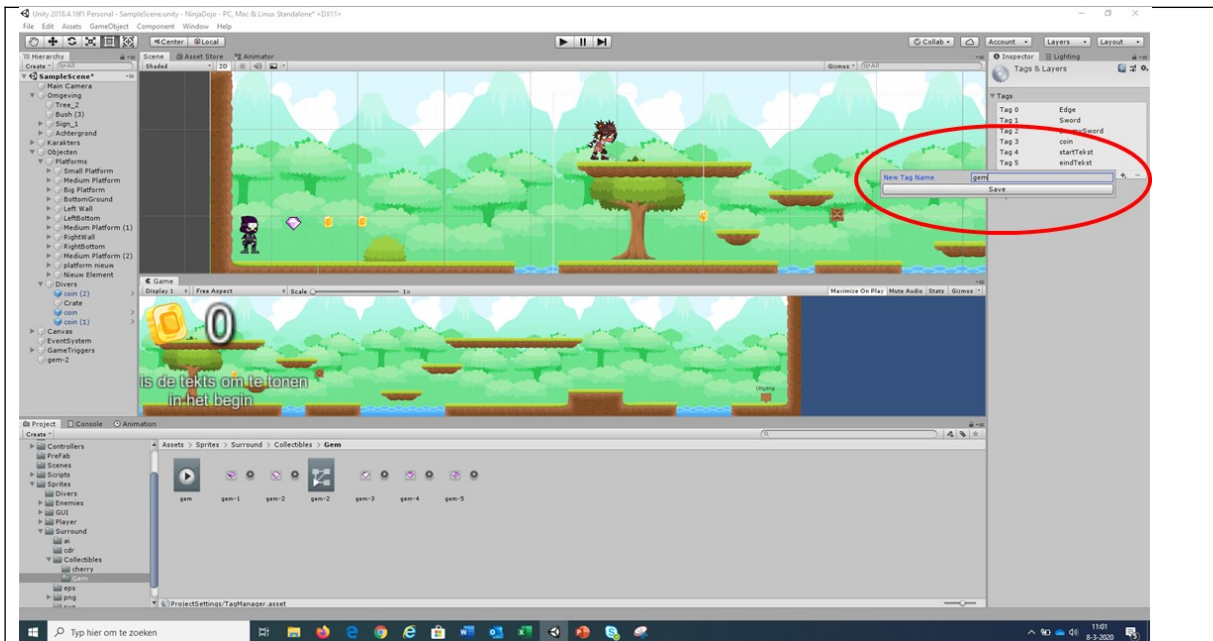 Unity 2018.4.16f1 Personal - SampleScene.unity - NinjaDojo - PC, Mac & Linux Standalone* <DX11>
File Edit Assets GameObject Component Window Help
Center Local
Collab Account Layers Layout
Hierarchy
Create
All
SampleScene*
Main Camera
Omgeving
Tree_2
Bush (3)
Sign_1
Achtergrond
Karakters
Objecten
Platforms
Small Platform
Medium Platform
Big Platform
BottomGround
Left Wall
LeftBottom
Medium Platform (1)
RightWall
RightBottom
Medium Platform (2)
platform nieuw
Nieuw Element
Divers
coin (2)
Crate
coin
coin (1)
Canvas
EventSystem
GameTriggers
gem-2
Scene Asset Store Animator
Shaded 2D Gizmos All
Game
Display 1 Free Aspect Scale 1x Maximize On Play Mute Audio Stats Gizmos
0
is de tekts om te tonen
in het begin
Uitgang
Inspector Lighting
Tags & Layers
Tags
Tag 0 Edge
Tag 1 Sword
Tag 2 EnemySword
Tag 3 coin
Tag 4 startTekst
Tag 5 eindTekst
New Tag Name gem
Save
Project Console Animation
Create
Controllers
PreFab
Scenes
Scripts
Sprites
Divers
Enemies
GUI
Player
Surround
ai
cdr
Collectibles
cherry
Gem
eps
png
Assets > Sprites > Surround > Collectibles > Gem
gem gem-1 gem-2 gem-2 gem-3 gem-4 gem-5
ProjectSettings/TagManager.asset
Typ hier om te zoeken
11:01
8-3-2020